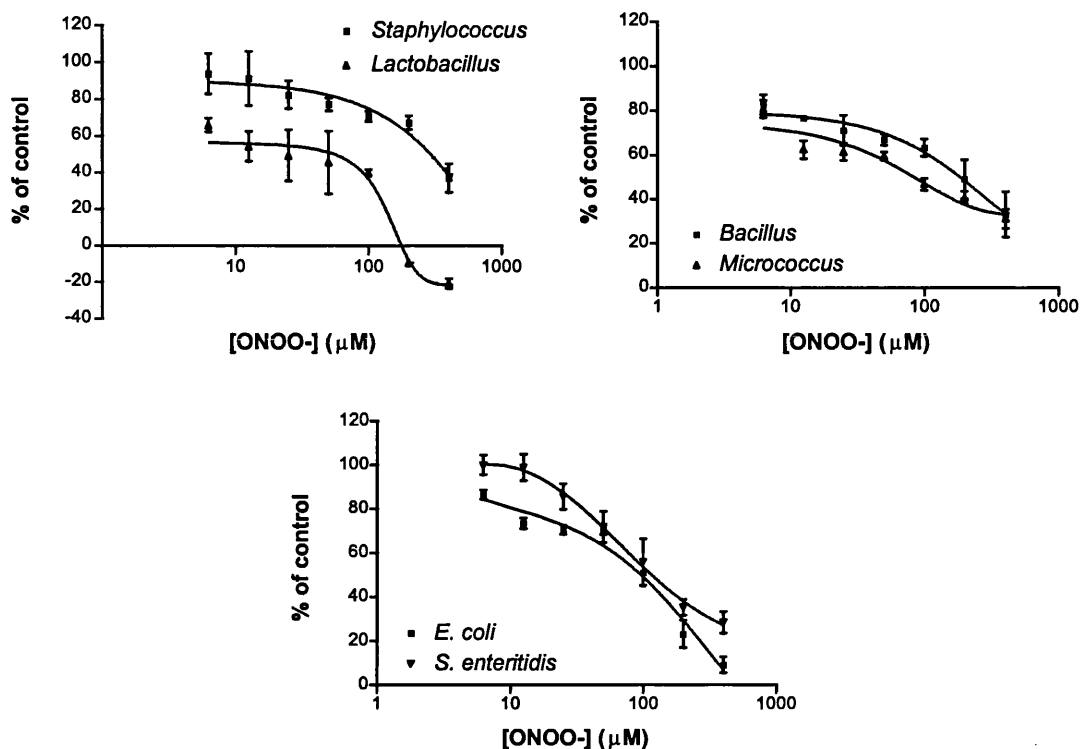 120
100
80
60
40
20
0
-20
-40
% of control
10
100
1000
[ONOO-] (μM)
Staphylococcus
Lactobacillus
120
100
80
60
40
20
0
% of control
1
10
100
1000
[ONOO-] (μM)
Bacillus
Micrococcus
120
100
80
60
40
20
0
% of control
1
10
100
1000
[ONOO-] (μM)
E. coli
S. enteritidis